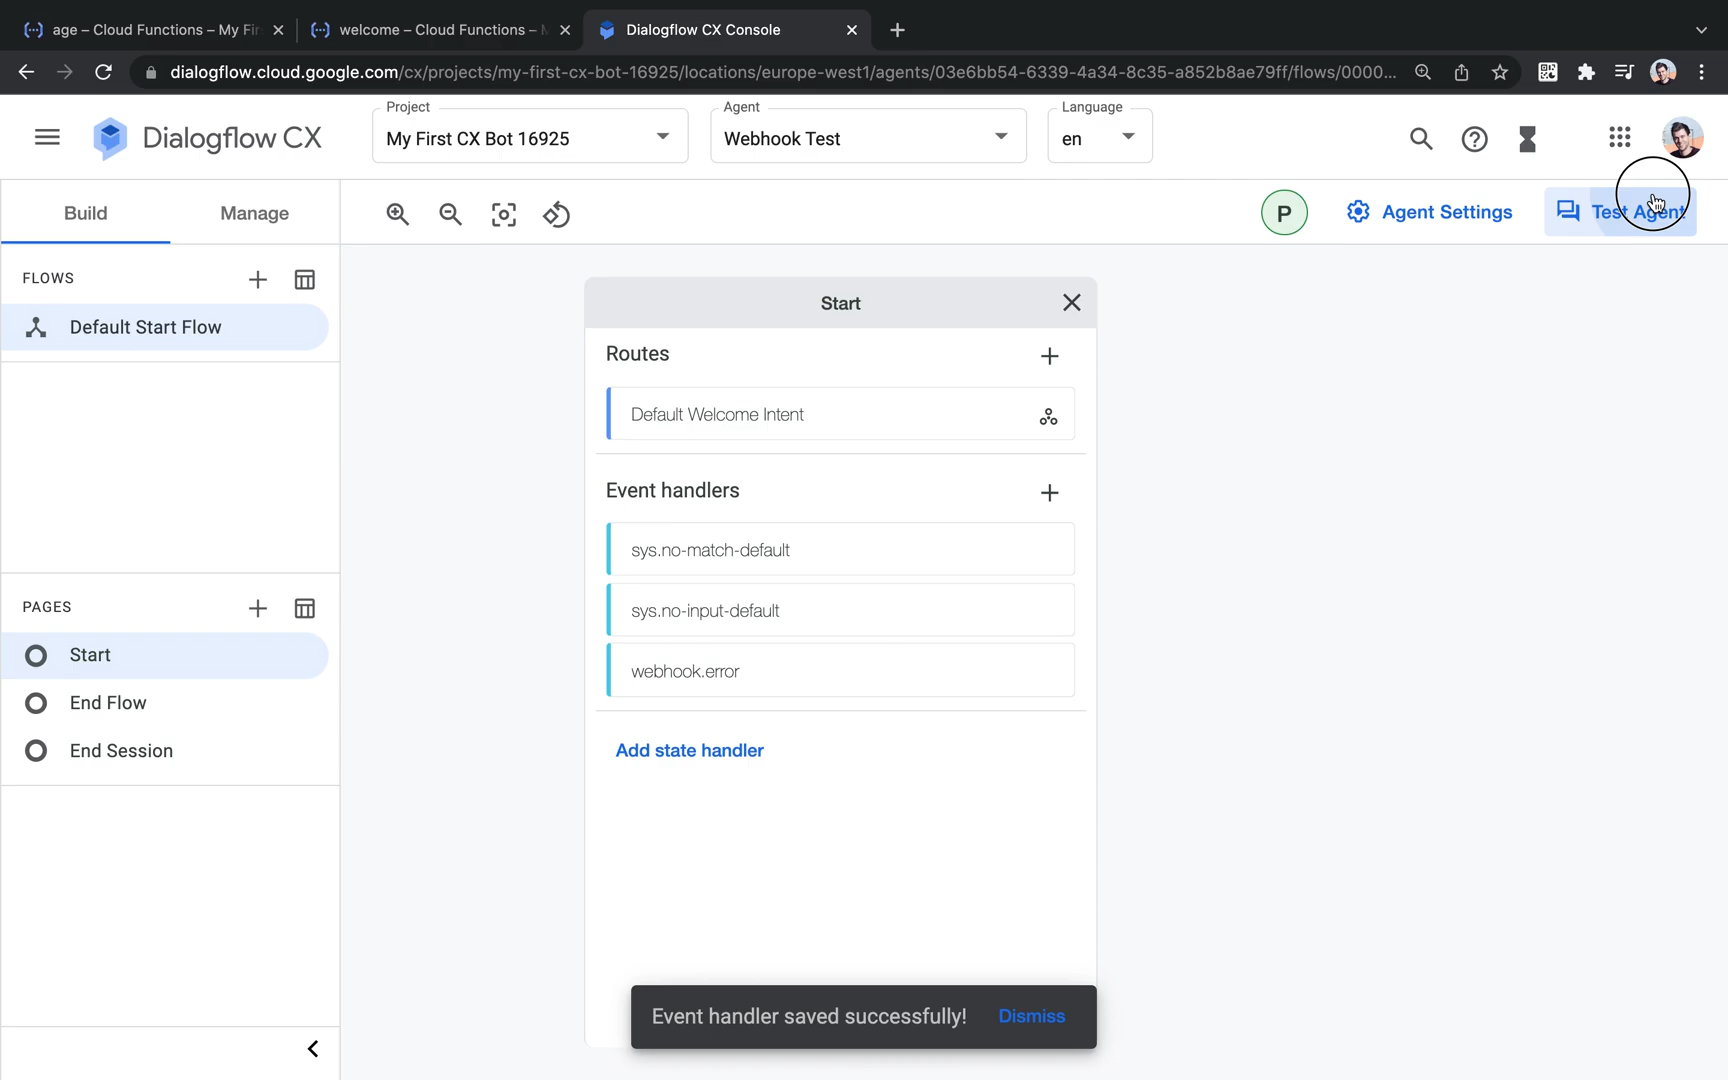 age – Cloud Functions – My Fir
welcome – Cloud Functions – M
Dialogflow CX Console
dialogflow.cloud.google.com/cx/projects/my-first-cx-bot-16925/locations/europe-west1/agents/03e6bb54-6339-4a34-8c35-a852b8ae79ff/flows/0000...
Dialogflow CX
Project
My First CX Bot 16925
Agent
Webhook Test
Language
en
Build
Manage
P
Agent Settings
Test Agent
FLOWS
Default Start Flow
PAGES
Start
End Flow
End Session
Start
Routes
Default Welcome Intent
Event handlers
sys.no-match-default
sys.no-input-default
webhook.error
Add state handler
Event handler saved successfully!
Dismiss